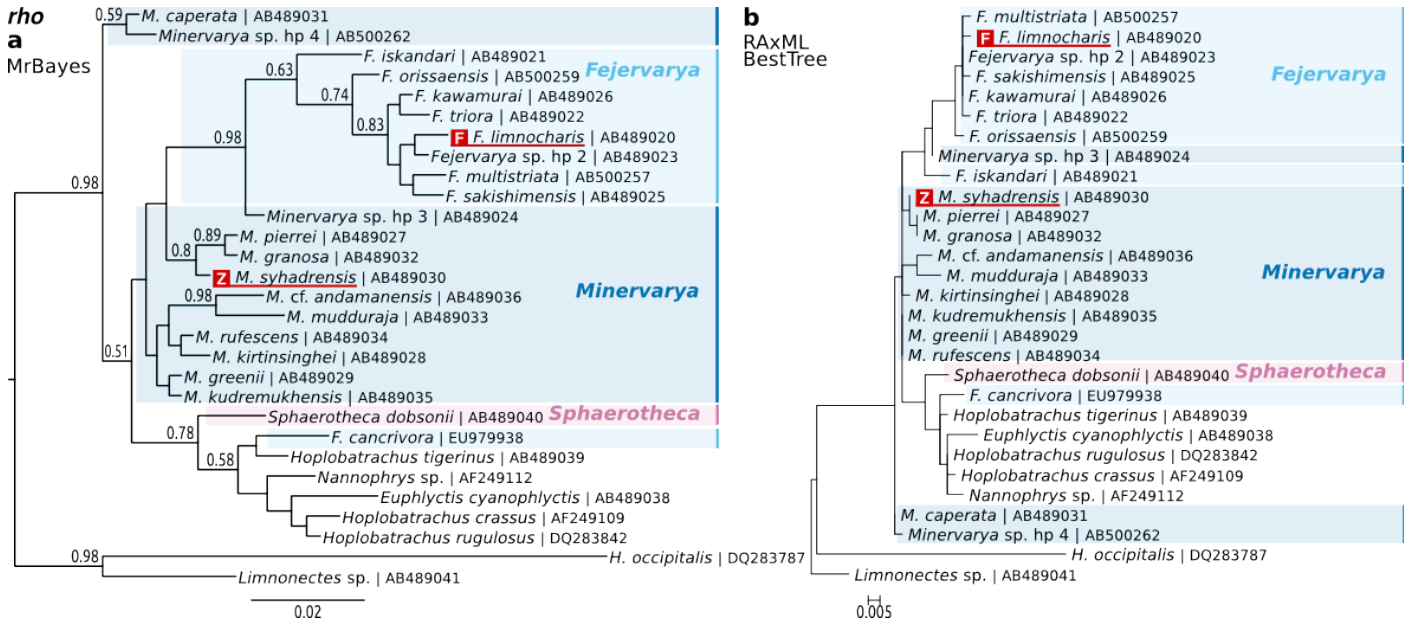 rho
a
MrBayes
0.59
M. caperata | AB489031
Minervarya sp. hp 4 | AB500262
F. iskandari | AB489021
0.63
F. orissaensis | AB500259
Fejervarya
0.74
F. kawamurai | AB489026
F. triora | AB489022
0.83
0.98
F F. limnocharis | AB489020
Fejervarya sp. hp 2 | AB489023
F. multistriata | AB500257
0.98
F. sakishimensis | AB489025
Minervarya sp. hp 3 | AB489024
0.89
M. pierrei | AB489027
0.8
M. granosa | AB489032
Z M. syhadrensis | AB489030
Minervarya
0.98
M. cf. andamanensis | AB489036
M. mudduraja | AB489033
M. rufescens | AB489034
0.51
M. kirtinsinghei | AB489028
M. greenii | AB489029
M. kudremukhensis | AB489035
Sphaerotheca dobsonii | AB489040
Sphaerotheca
0.78
F. cancrivora | EU979938
0.58
Hoplobatrachus tigerinus | AB489039
Nannophrys sp. | AF249112
Euphlyctis cyanophlyctis | AB489038
Hoplobatrachus crassus | AF249109
Hoplobatrachus rugulosus | DQ283842
0.98
H. occipitalis | DQ283787
Limnonectes sp. | AB489041
0.02
b
RAxML
BestTree
F. multistriata | AB500257
F F. limnocharis | AB489020
Fejervarya sp. hp 2 | AB489023
F. sakishimensis | AB489025
Fejervarya
F. kawamurai | AB489026
F. triora | AB489022
F. orissaensis | AB500259
Minervarya sp. hp 3 | AB489024
F. iskandari | AB489021
Z M. syhadrensis | AB489030
M. pierrei | AB489027
M. granosa | AB489032
M. cf. andamanensis | AB489036
M. mudduraja | AB489033
Minervarya
M. kirtinsinghei | AB489028
M. kudremukhensis | AB489035
M. greenii | AB489029
M. rufescens | AB489034
Sphaerotheca dobsonii | AB489040
Sphaerotheca
F. cancrivora | EU979938
Hoplobatrachus tigerinus | AB489039
Euphlyctis cyanophlyctis | AB489038
Hoplobatrachus rugulosus | DQ283842
Hoplobatrachus crassus | AF249109
Nannophrys sp. | AF249112
M. caperata | AB489031
Minervarya sp. hp 4 | AB500262
H. occipitalis | DQ283787
Limnonectes sp. | AB489041
0.005